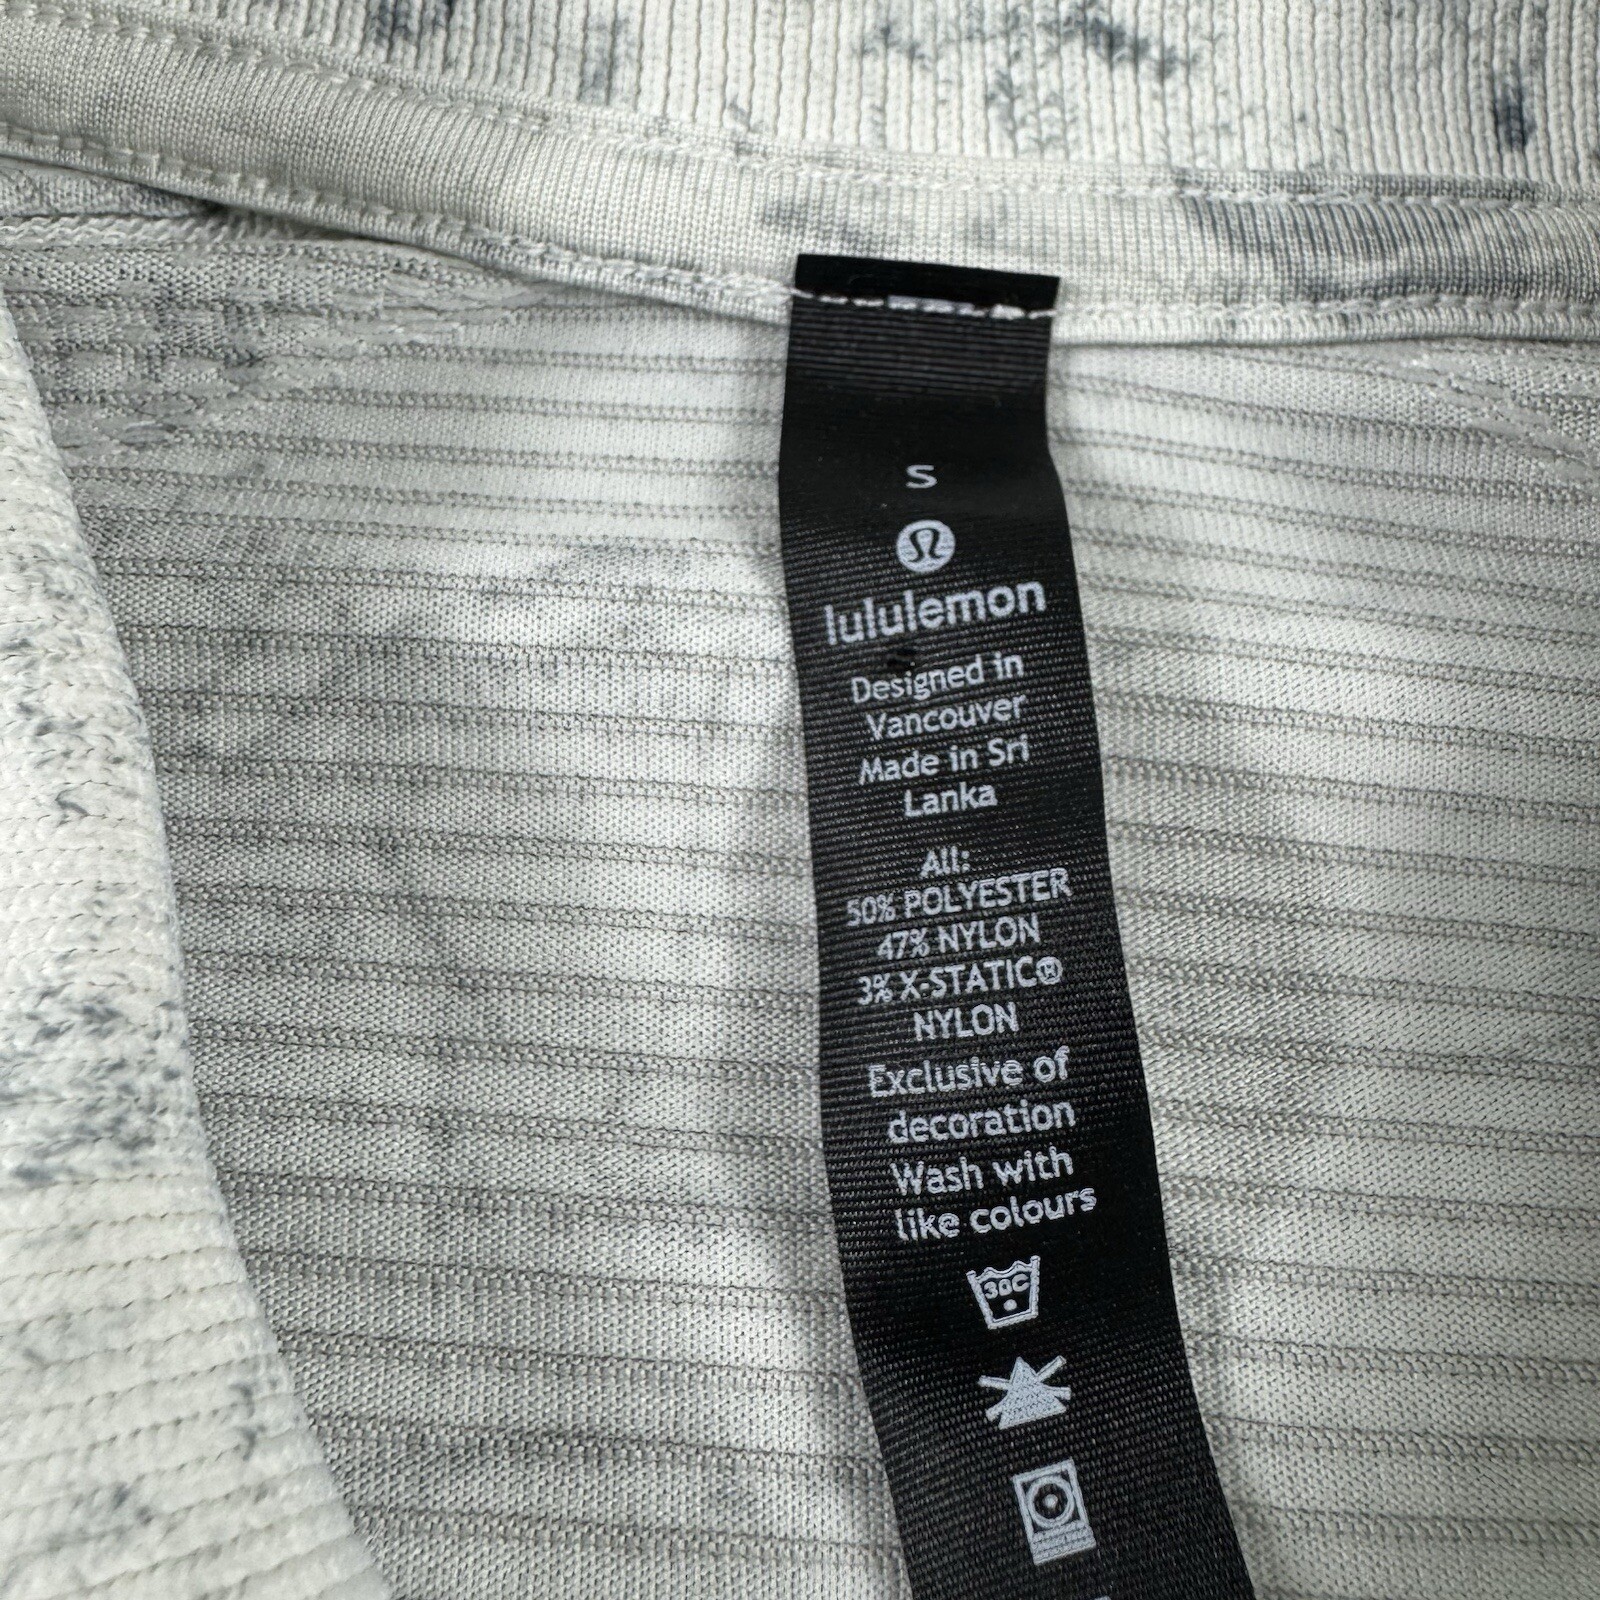 S
lululemon
Designed in
Vancouver
Made in Sri
Lanka
All:
50% POLYESTER
47% NYLON
3% X-STATIC®
NYLON
Exclusive of
decoration
Wash with
like colours
30C